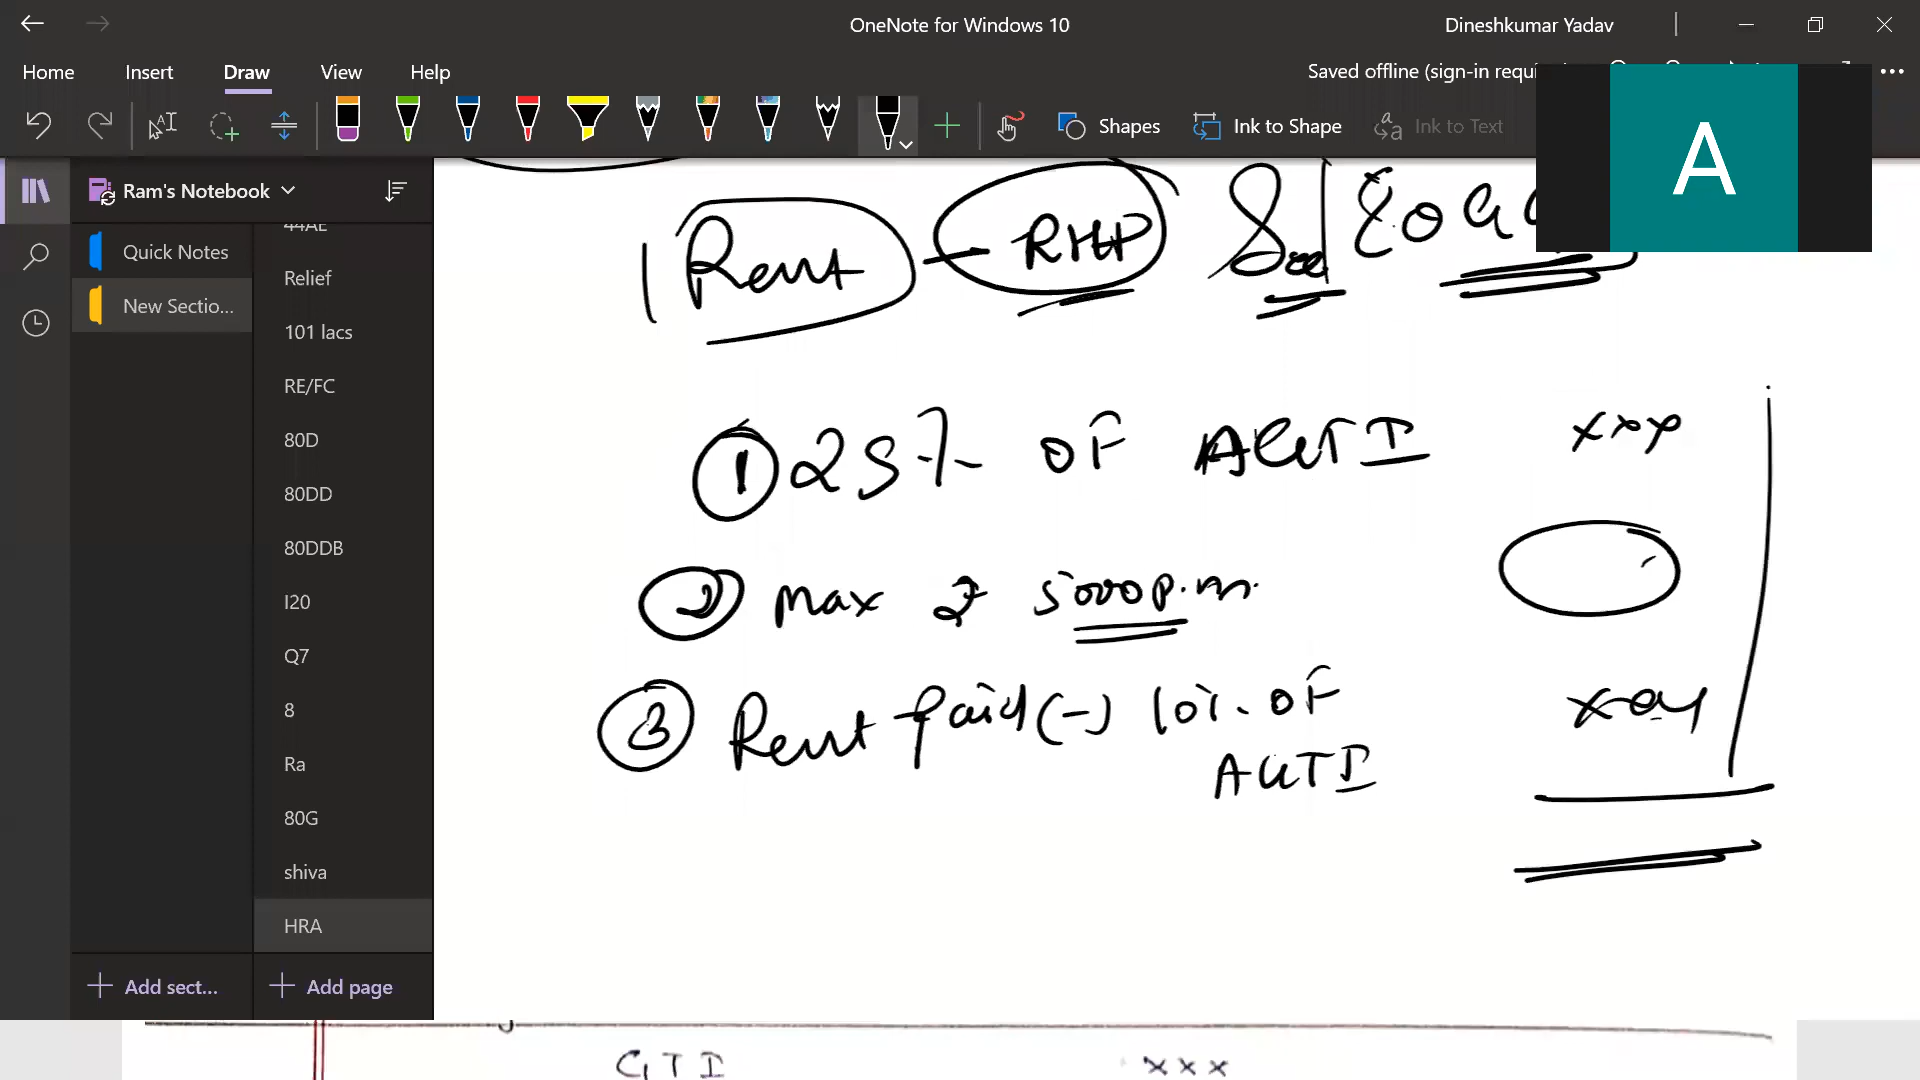 OneNote for Windows 10
Dineshkumar Yadav
Home Insert Draw View Help
Saved offline (sign-in requi
Shapes Ink to Shape Ink to Text
A
Ram's Notebook
Quick Notes
New Sectio...
44AE
Relief
101 lacs
RE/FC
80D
80DD
80DDB
I20
Q7
8
Ra
80G
shiva
HRA
Add sect...
Add page
Rent - RHP
① 25% OF AGTI xxx
② Max ₹ 5000 p.m.
③ Rent paid (-) 10% OF
AGTI
GTI xxx